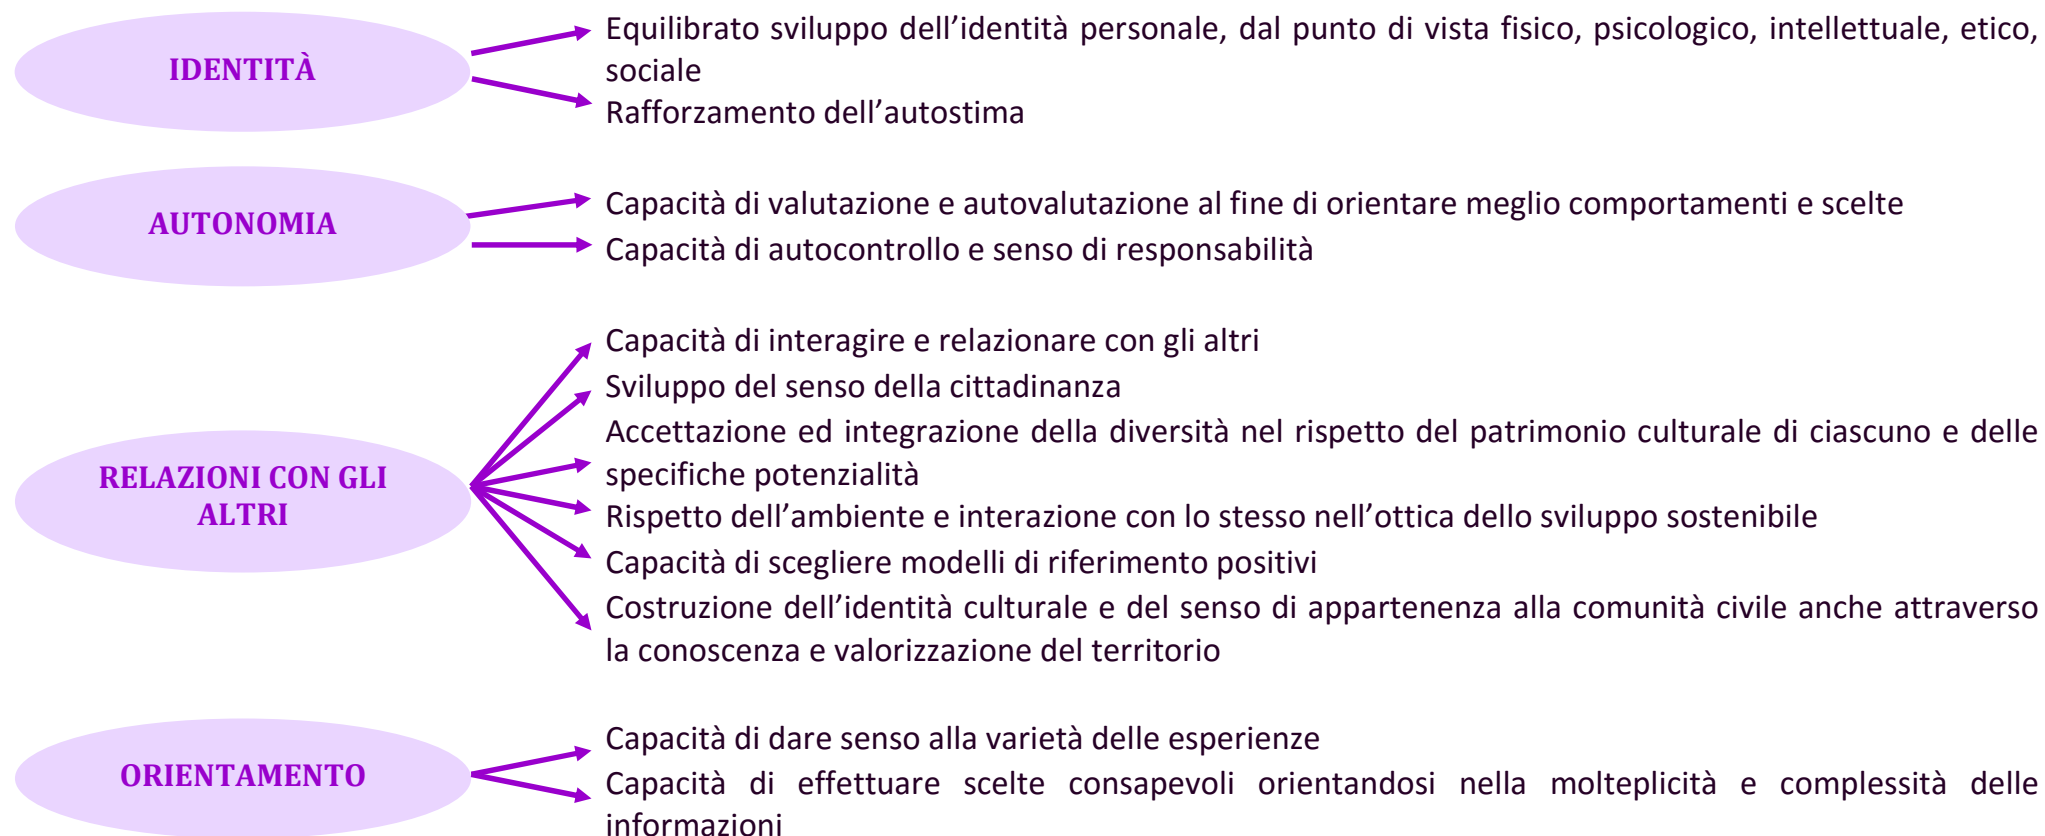 IDENTITÀ
Equilibrato sviluppo dell’identità personale, dal punto di vista fisico, psicologico, intellettuale, etico,
sociale
Rafforzamento dell’autostima
AUTONOMIA
Capacità di valutazione e autovalutazione al fine di orientare meglio comportamenti e scelte
Capacità di autocontrollo e senso di responsabilità
RELAZIONI CON GLI
ALTRI
Capacità di interagire e relazionare con gli altri
Sviluppo del senso della cittadinanza
Accettazione ed integrazione della diversità nel rispetto del patrimonio culturale di ciascuno e delle
specifiche potenzialità
Rispetto dell’ambiente e interazione con lo stesso nell’ottica dello sviluppo sostenibile
Capacità di scegliere modelli di riferimento positivi
Costruzione dell’identità culturale e del senso di appartenenza alla comunità civile anche attraverso
la conoscenza e valorizzazione del territorio
ORIENTAMENTO
Capacità di dare senso alla varietà delle esperienze
Capacità di effettuare scelte consapevoli orientandosi nella molteplicità e complessità delle
informazioni